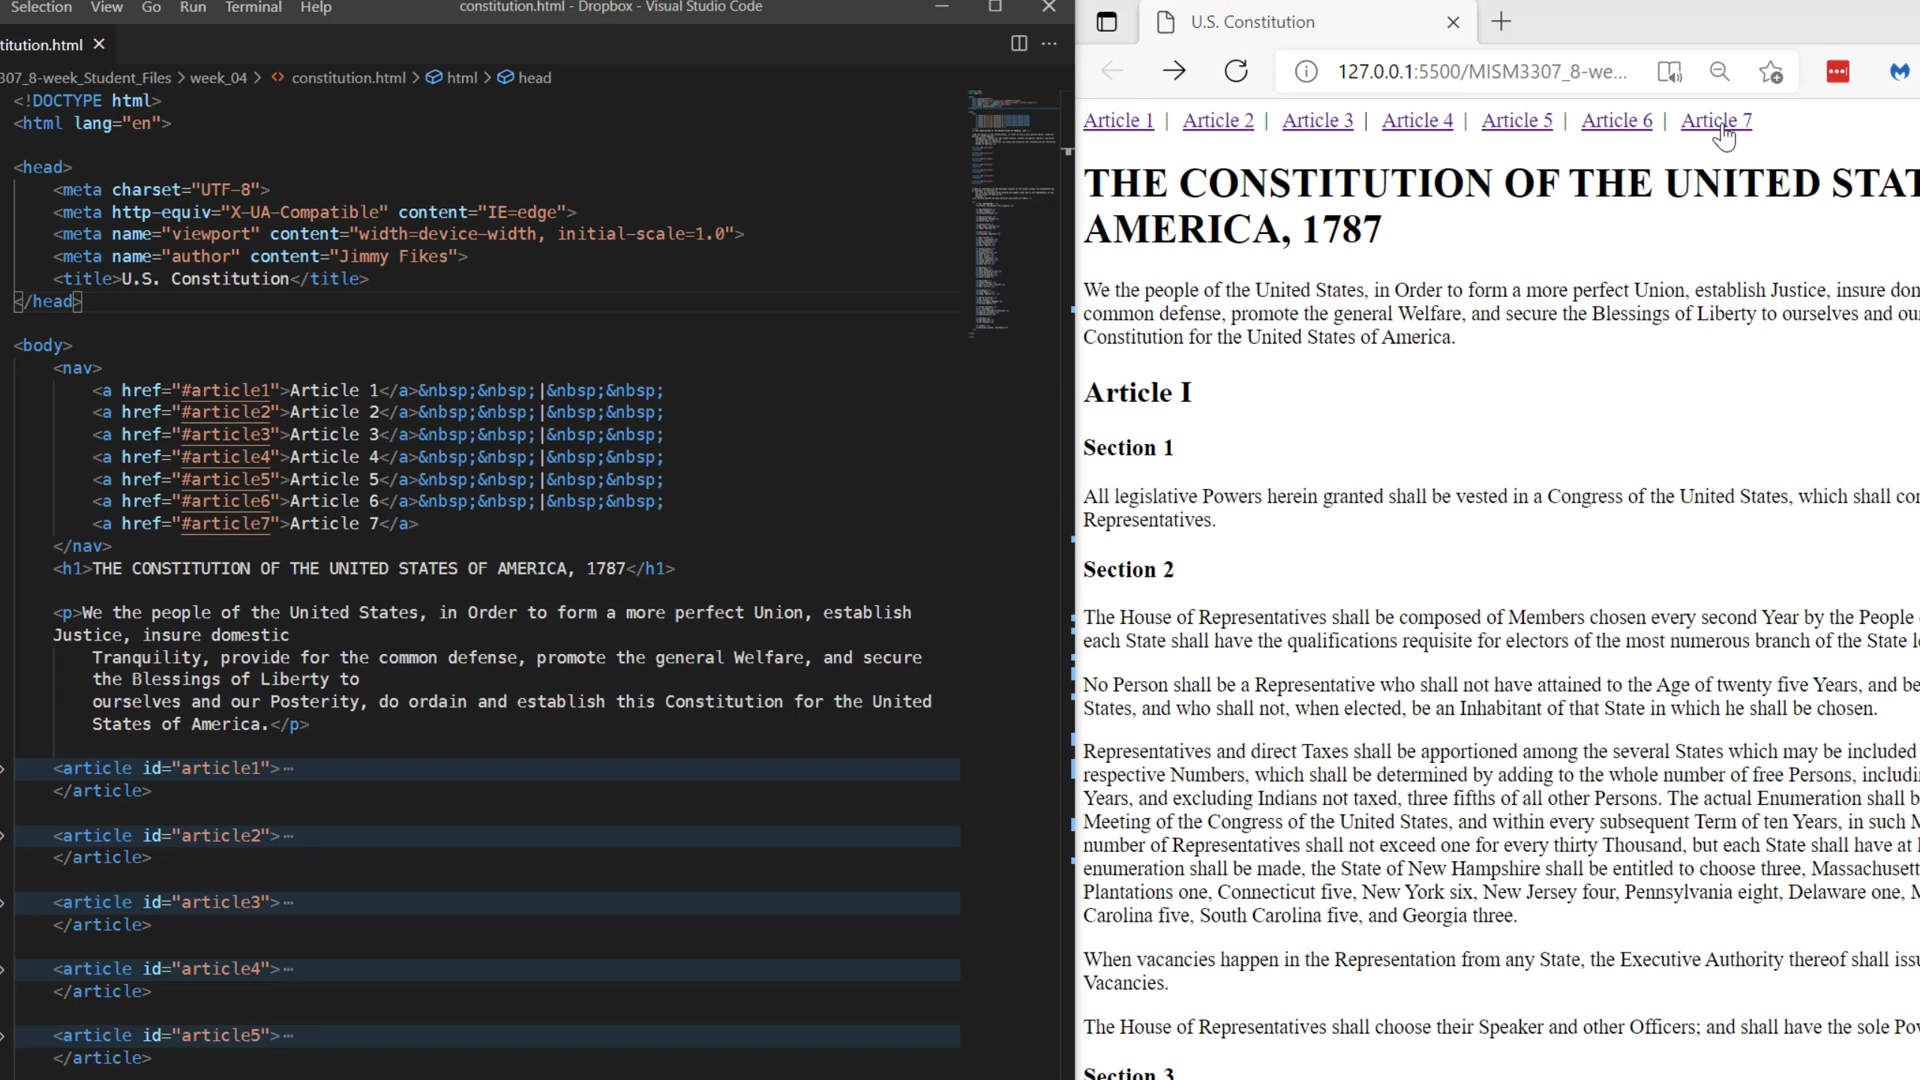 Selection View Go Run Terminal Help constitution.html - Dropbox - Visual Studio Code
titution.html
307_8-week_Student_Files > week_04 > constitution.html > html > head
<!DOCTYPE html>
<html lang="en">
<head>
<meta charset="UTF-8">
<meta http-equiv="X-UA-Compatible" content="IE=edge">
<meta name="viewport" content="width=device-width, initial-scale=1.0">
<meta name="author" content="Jimmy Fikes">
<title>U.S. Constitution</title>
</head>
<body>
<nav>
<a href="#article1">Article 1</a>&nbsp;&nbsp;|&nbsp;&nbsp;
<a href="#article2">Article 2</a>&nbsp;&nbsp;|&nbsp;&nbsp;
<a href="#article3">Article 3</a>&nbsp;&nbsp;|&nbsp;&nbsp;
<a href="#article4">Article 4</a>&nbsp;&nbsp;|&nbsp;&nbsp;
<a href="#article5">Article 5</a>&nbsp;&nbsp;|&nbsp;&nbsp;
<a href="#article6">Article 6</a>&nbsp;&nbsp;|&nbsp;&nbsp;
<a href="#article7">Article 7</a>
</nav>
<h1>THE CONSTITUTION OF THE UNITED STATES OF AMERICA, 1787</h1>
<p>We the people of the United States, in Order to form a more perfect Union, establish
Justice, insure domestic
Tranquility, provide for the common defense, promote the general Welfare, and secure
the Blessings of Liberty to
ourselves and our Posterity, do ordain and establish this Constitution for the United
States of America.</p>
<article id="article1">⋯
</article>
<article id="article2">⋯
</article>
<article id="article3">⋯
</article>
<article id="article4">⋯
</article>
<article id="article5">⋯
</article>
U.S. Constitution
127.0.0.1:5500/MISM3307_8-we...
Article 1 | Article 2 | Article 3 | Article 4 | Article 5 | Article 6 | Article 7
THE CONSTITUTION OF THE UNITED STAT
AMERICA, 1787
We the people of the United States, in Order to form a more perfect Union, establish Justice, insure dom
common defense, promote the general Welfare, and secure the Blessings of Liberty to ourselves and ou
Constitution for the United States of America.
Article I
Section 1
All legislative Powers herein granted shall be vested in a Congress of the United States, which shall con
Representatives.
Section 2
The House of Representatives shall be composed of Members chosen every second Year by the People
each State shall have the qualifications requisite for electors of the most numerous branch of the State l
No Person shall be a Representative who shall not have attained to the Age of twenty five Years, and be
States, and who shall not, when elected, be an Inhabitant of that State in which he shall be chosen.
Representatives and direct Taxes shall be apportioned among the several States which may be included
respective Numbers, which shall be determined by adding to the whole number of free Persons, includi
Years, and excluding Indians not taxed, three fifths of all other Persons. The actual Enumeration shall b
Meeting of the Congress of the United States, and within every subsequent Term of ten Years, in such M
number of Representatives shall not exceed one for every thirty Thousand, but each State shall have at l
enumeration shall be made, the State of New Hampshire shall be entitled to choose three, Massachusett
Plantations one, Connecticut five, New York six, New Jersey four, Pennsylvania eight, Delaware one, M
Carolina five, South Carolina five, and Georgia three.
When vacancies happen in the Representation from any State, the Executive Authority thereof shall issu
Vacancies.
The House of Representatives shall choose their Speaker and other Officers; and shall have the sole Pow
Section 3